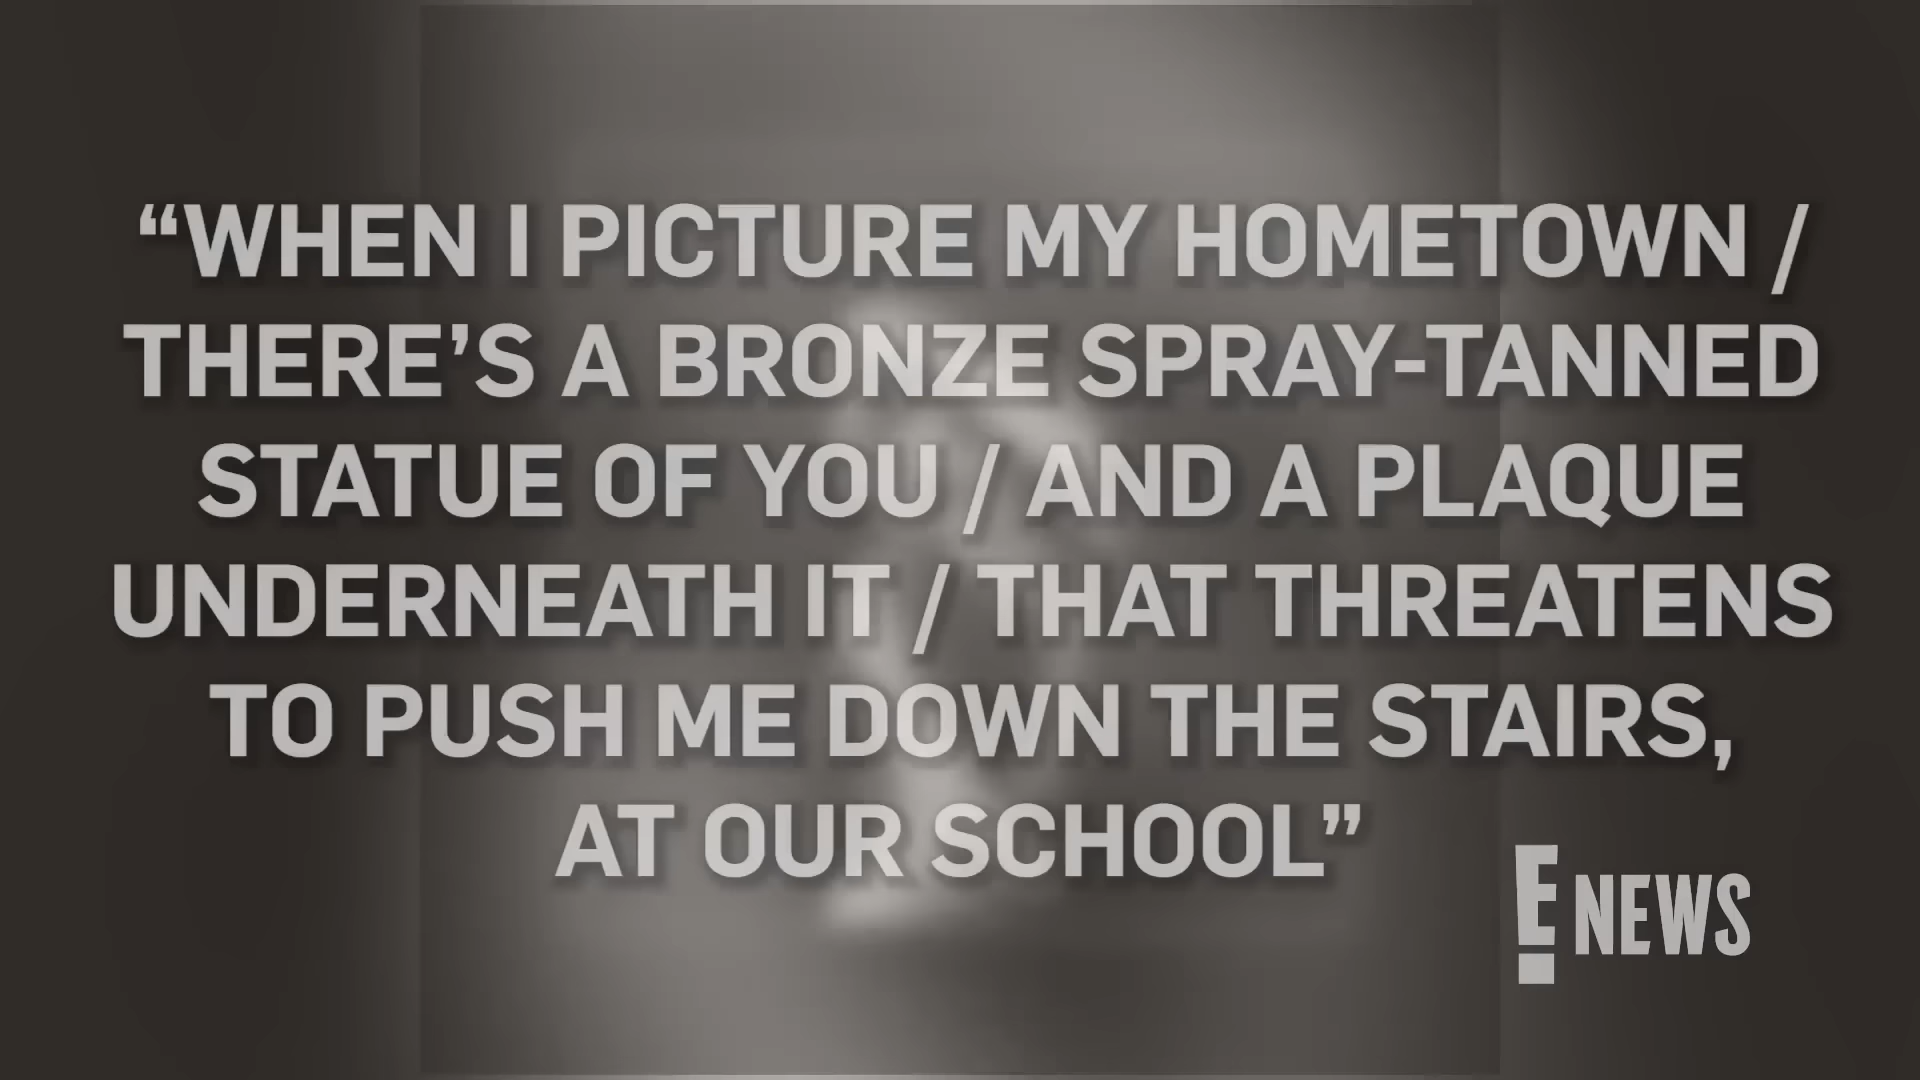 “WHEN I PICTURE MY HOMETOWN /
THERE’S A BRONZE SPRAY-TANNED
STATUE OF YOU / AND A PLAQUE
UNDERNEATH IT / THAT THREATENS
TO PUSH ME DOWN THE STAIRS,
AT OUR SCHOOL”
E! NEWS